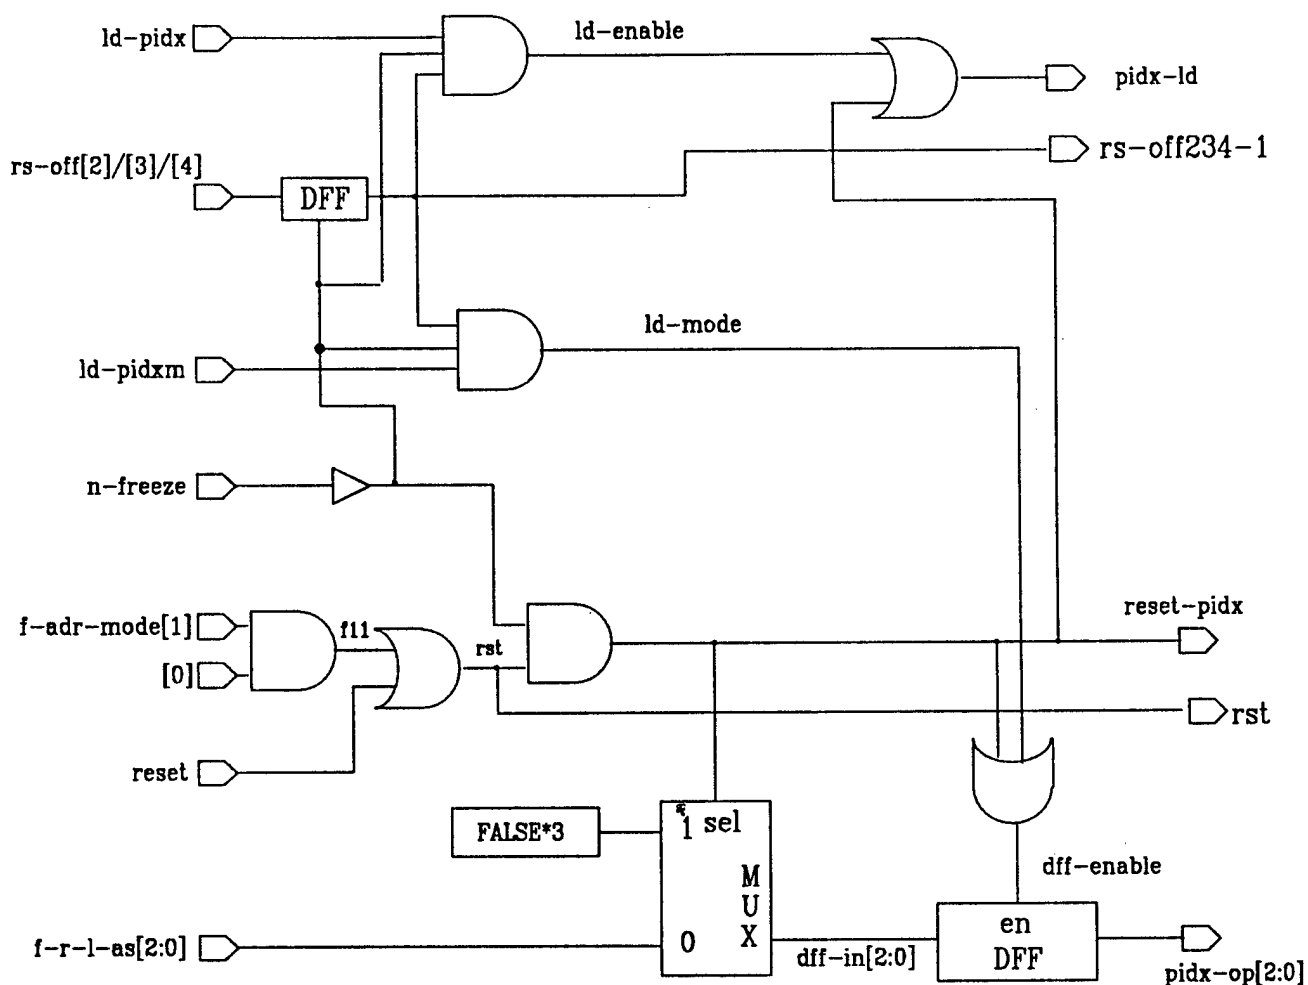 ld-pidx
ld-enable
pidx-ld
rs-off[2]/[3]/[4]
DFF
rs-off234-1
ld-mode
ld-pidxm
n-freeze
f-adr-mode[1]
[0]
f11
rst
reset-pidx
rst
reset
FALSE*3
1 sel
MUX
0
f-r-l-as[2:0]
dff-in[2:0]
dff-enable
en
DFF
pidx-op[2:0]